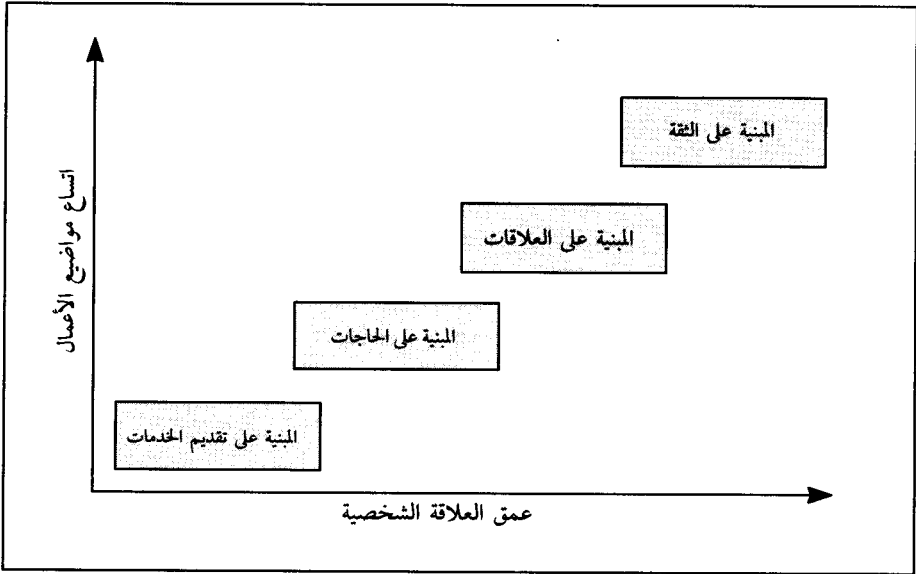 المبنية على الثقة
المبنية على العلاقات
المبنية على الحاجات
المبنية على تقديم الخدمات
اتساع مواضيع الأعمال
عمق العلاقة الشخصية